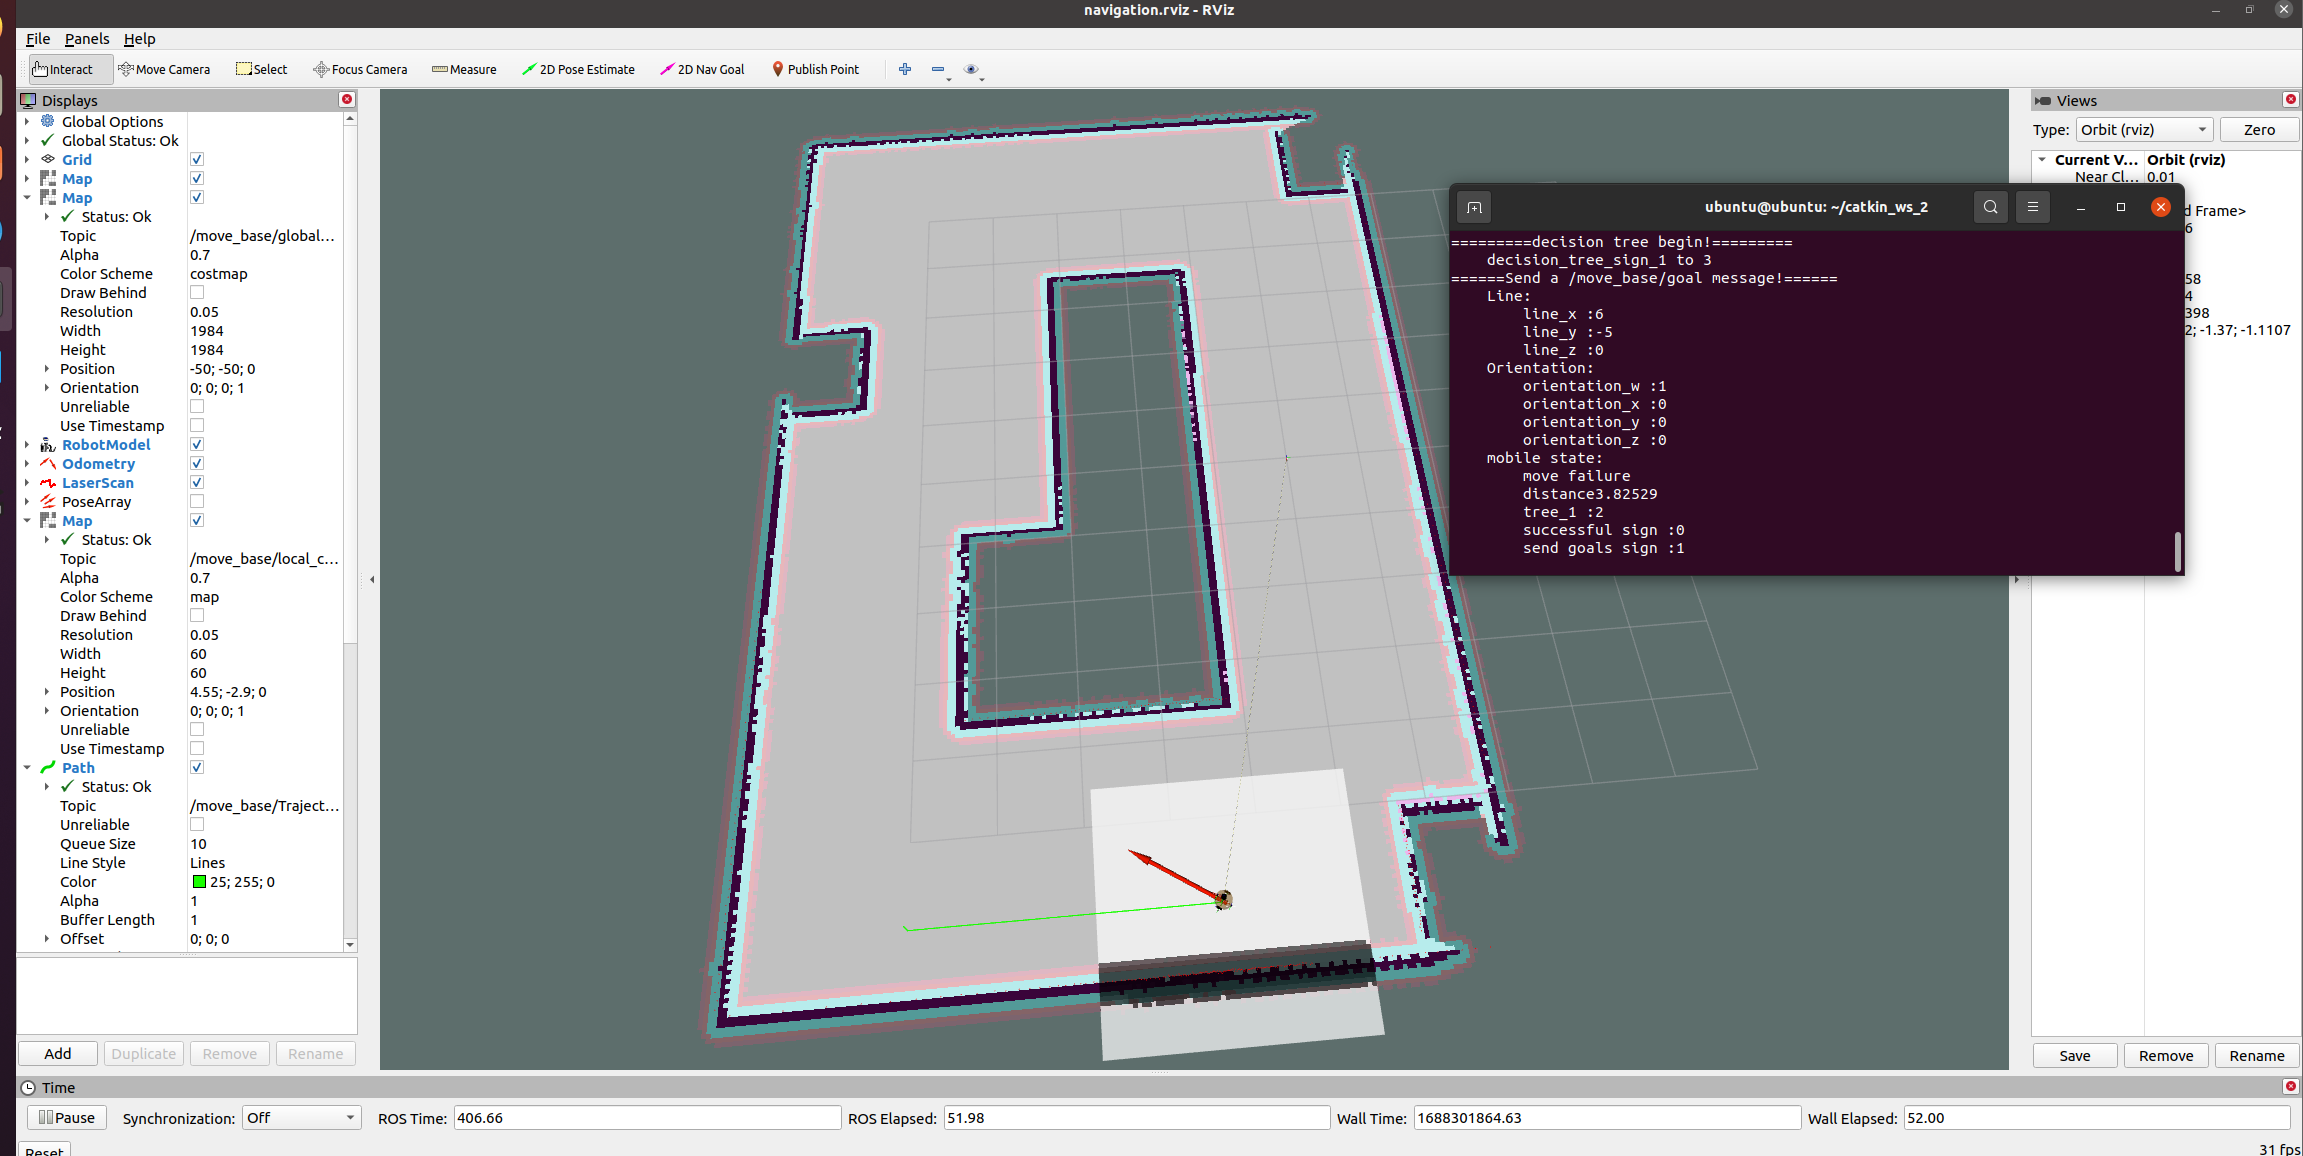 navigation.rviz - RViz
File Panels Help
Interact Move Camera Select Focus Camera Measure 2D Pose Estimate 2D Nav Goal Publish Point
Displays
Global Options
Global Status: Ok
Grid
Map
Map
Status: Ok
Topic /move_base/global...
Alpha 0.7
Color Scheme costmap
Draw Behind
Resolution 0.05
Width 1984
Height 1984
Position -50; -50; 0
Orientation 0; 0; 0; 1
Unreliable
Use Timestamp
RobotModel
Odometry
LaserScan
PoseArray
Map
Status: Ok
Topic /move_base/local_c...
Alpha 0.7
Color Scheme map
Draw Behind
Resolution 0.05
Width 60
Height 60
Position 4.55; -2.9; 0
Orientation 0; 0; 0; 1
Unreliable
Use Timestamp
Path
Status: Ok
Topic /move_base/Traject...
Unreliable
Queue Size 10
Line Style Lines
Color 25; 255; 0
Alpha 1
Buffer Length 1
Offset 0; 0; 0
Add Duplicate Remove Rename
ubuntu@ubuntu: ~/catkin_ws_2
=========decision tree begin!=========
decision_tree_sign_1 to 3
======Send a /move_base/goal message!======
Line:
line_x :6
line_y :-5
line_z :0
Orientation:
orientation_w :1
orientation_x :0
orientation_y :0
orientation_z :0
mobile state:
move failure
distance3.82529
tree_1 :2
successful sign :0
send goals sign :1
Views
Type: Orbit (rviz) Zero
Current V... Orbit (rviz)
Near Cl... 0.01
d Frame>
6
58
4
398
2; -1.37; -1.1107
Save Remove Rename
Time
Pause Synchronization: Off ROS Time: 406.66 ROS Elapsed: 51.98 Wall Time: 1688301864.63 Wall Elapsed: 52.00
Reset 31 fps